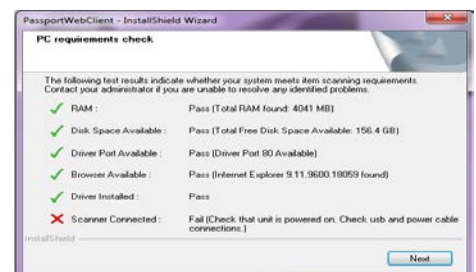 PassportWebClient - InstallShield Wizard
PC requirements check
The following test results indicate whether your system meets item scanning requirements.
Contact your administrator if you are unable to resolve any identified problems.
RAM : Pass (Total RAM found: 4041 MB)
Disk Space Available : Pass (Total Free Disk Space Available: 156.4 GB)
Driver Port Available : Pass (Driver Port 80 Available)
Browser Available : Pass (Internet Explorer 9.11.9600.18059 found)
Driver Installed : Pass
Scanner Connected : Fail (Check that unit is powered on. Check usb and power cable
connections.)
InstallShield
Next